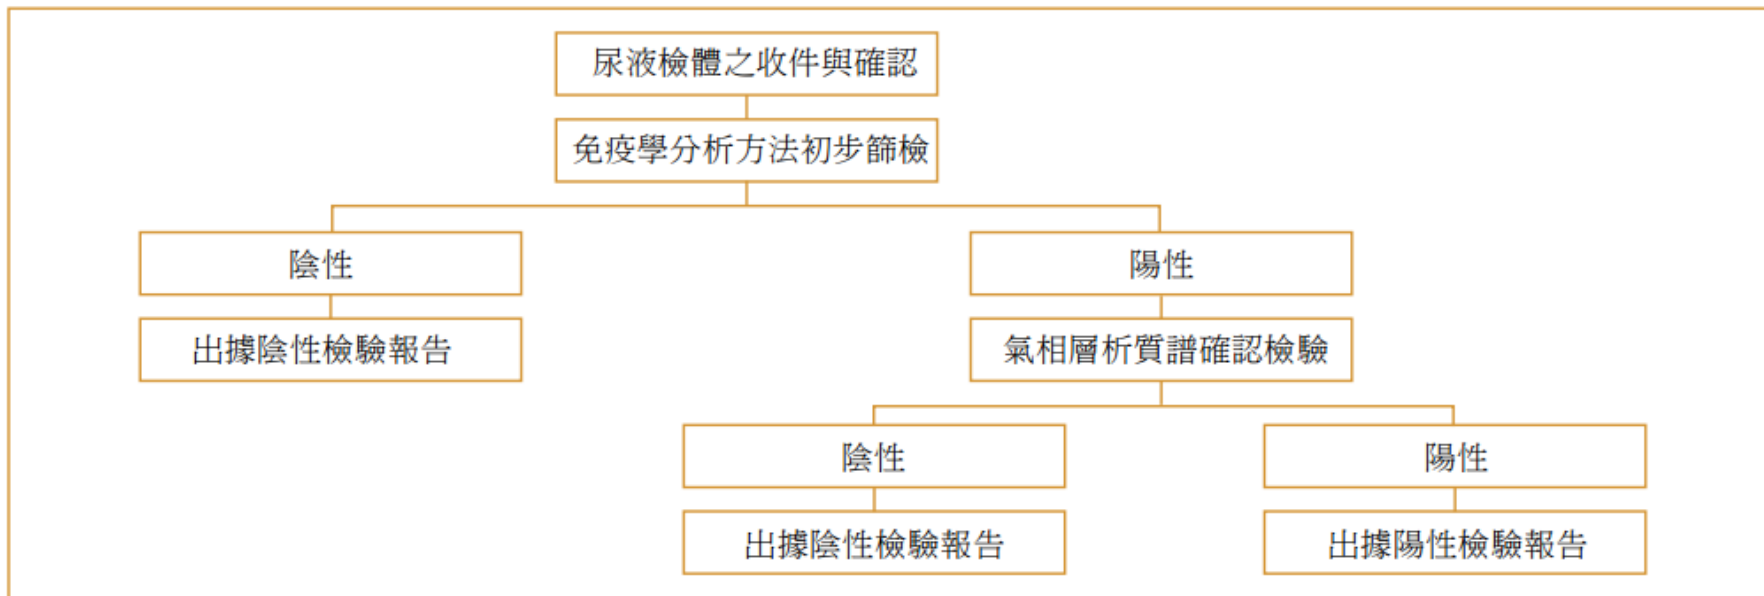 尿液檢體之收件與確認
免疫學分析方法初步篩檢
陰性
陽性
出據陰性檢驗報告
氣相層析質譜確認檢驗
陰性
陽性
出據陰性檢驗報告
出據陽性檢驗報告